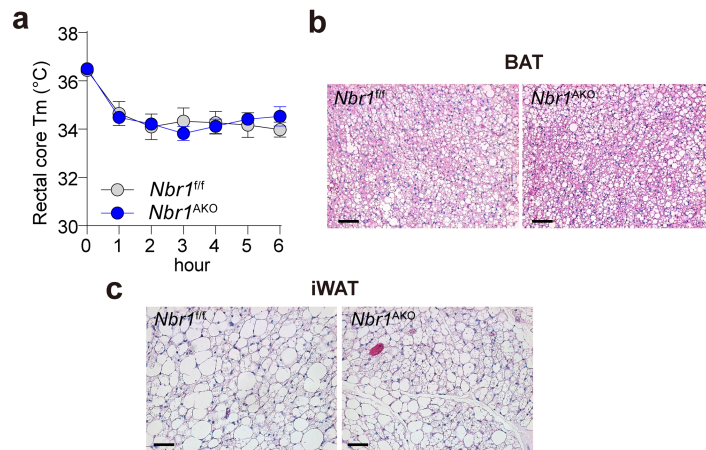 a
38
36
34
32
30
Rectal core Tm (°C)
Nbr1f/f
Nbr1AKO
0 1 2 3 4 5 6
hour
b
BAT
Nbr1f/f
Nbr1AKO
c
iWAT
Nbr1f/f
Nbr1AKO